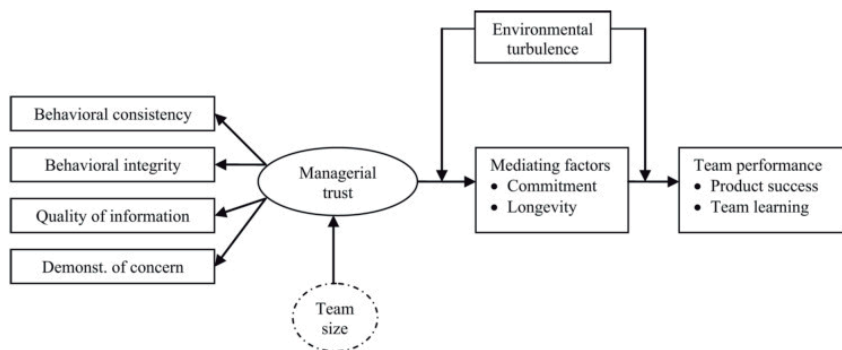 Environmental
turbulence
Behavioral consistency
Behavioral integrity
Quality of information
Demonst. of concern
Managerial
trust
Team
size
Mediating factors
• Commitment
• Longevity
Team performance
• Product success
• Team learning